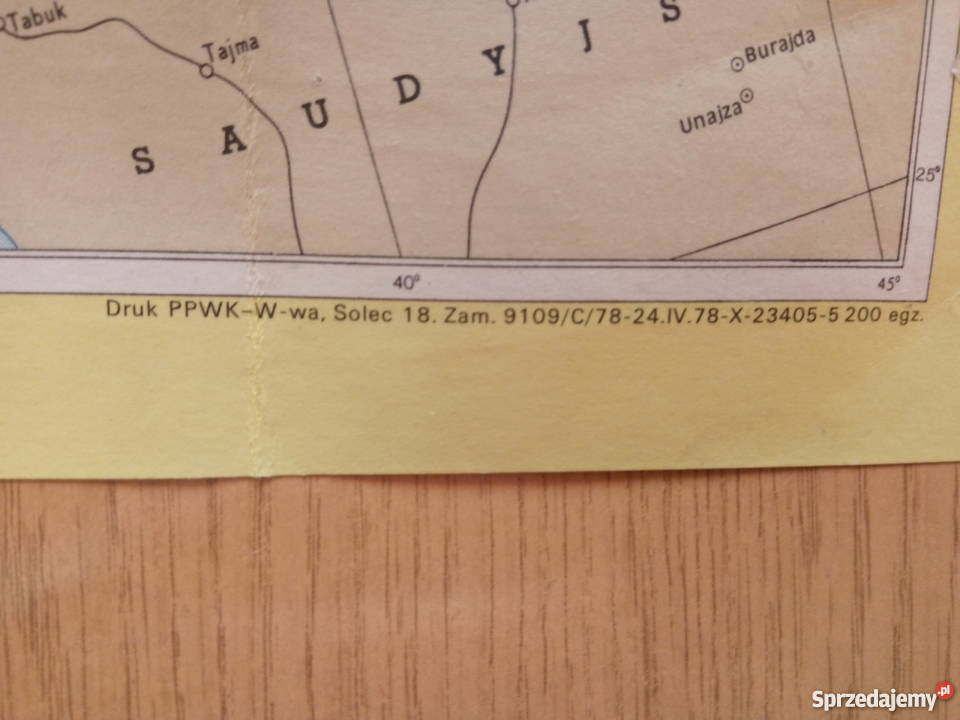 Tabuk
Tajma
S A U D Y J S
Burajda
Unajza
25°
40°
45°
Druk PPWK–W-wa, Solec 18. Zam. 9109/C/78-24.IV.78-X-23405-5 200 egz.
Sprzedajemy.pl